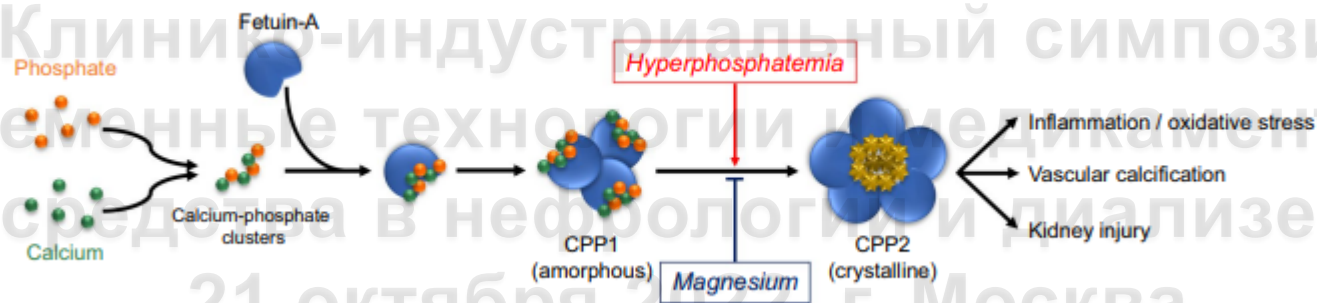 Клинико-индустриальный симпози
Fetuin-A
Phosphate
Hyperphosphatemia
еменные технологии и медикамен
Inflammation / oxidative stress
Vascular calcification
Calcium-phosphate
clusters
средства в нефрологии и диализе
Kidney injury
Calcium
CPP1
(amorphous)
CPP2
(crystalline)
Magnesium
21 октября 2022 г. Москва